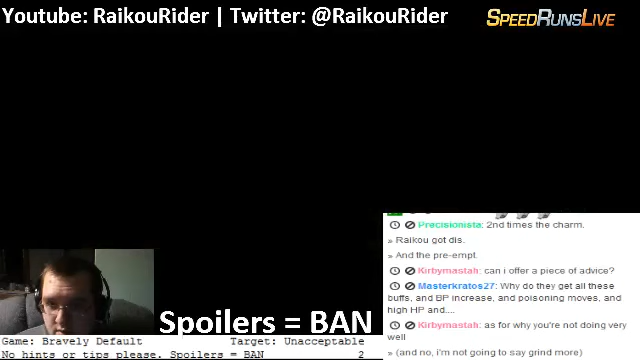 Youtube: RaikouRider | Twitter: @RaikouRider
SPEEDRUNSLIVE
Precisionista: 2nd times the charm.
» Raikou got dis.
» And the pre-empt.
Kirbymastah: can i offer a piece of advice?
Masterkratos27: Why do they get all these
buffs, and BP increase, and poisoning moves, and
high HP and....
Kirbymastah: as for why you're not doing very
well
» (and no, i'm not going to say grind more)
Spoilers = BAN
Game: Bravely Default Target: Unacceptable
No hints or tips please. Spoilers = BAN 2